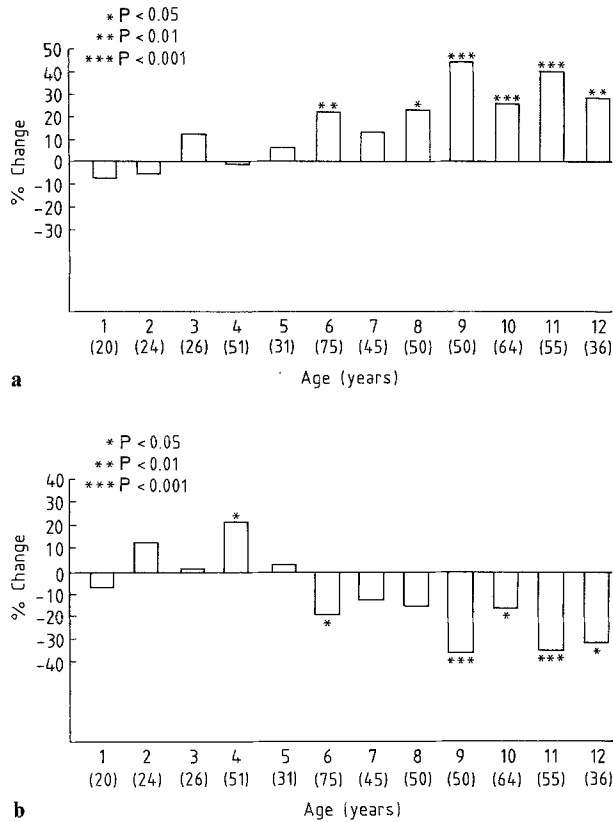 * P < 0.05
** P < 0.01
*** P < 0.001
50
40
30
20
10
0
-10
-20
-30
% Change
** * *** *** *** **
1 2 3 4 5 6 7 8 9 10 11 12
(20) (24) (26) (51) (31) (75) (45) (50) (50) (64) (55) (36)
a
Age (years)
* P < 0.05
** P < 0.01
*** P < 0.001
40
30
20
10
0
-10
-20
-30
-40
% Change
*
* *** * *** *
1 2 3 4 5 6 7 8 9 10 11 12
(20) (24) (26) (51) (31) (75) (45) (50) (50) (64) (55) (36)
b
Age (years)